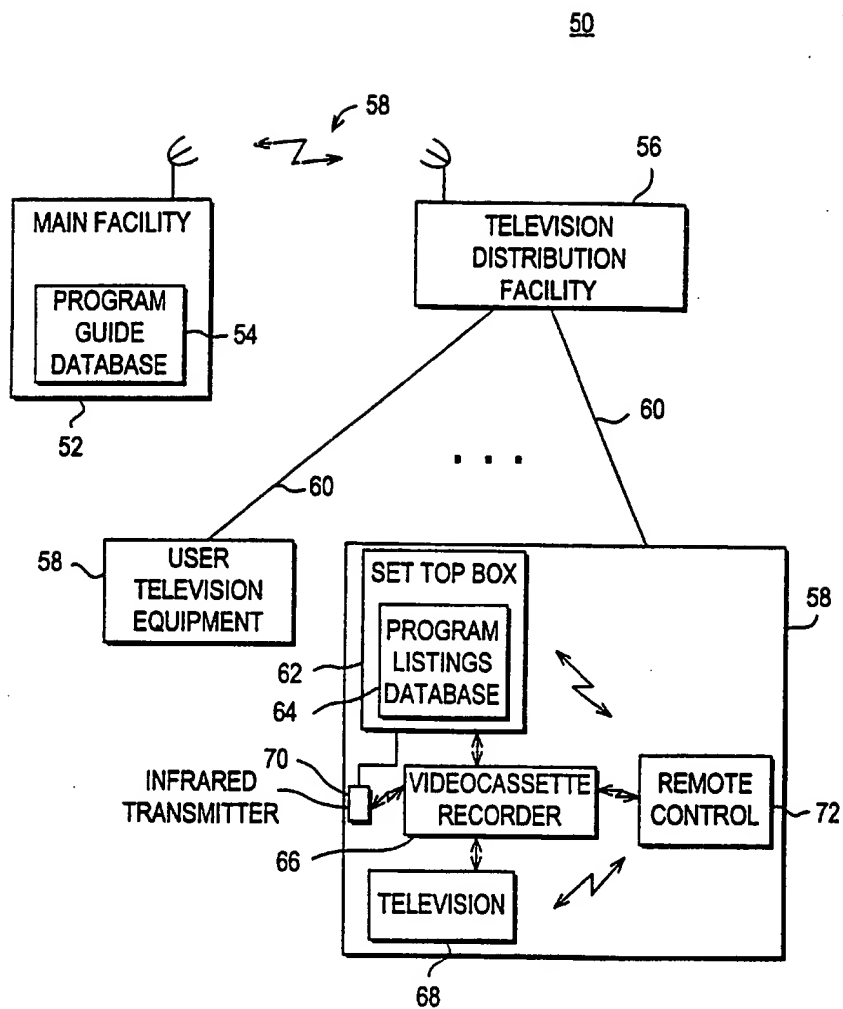 50
58
56
MAIN FACILITY
PROGRAM
GUIDE
DATABASE
54
52
TELEVISION
DISTRIBUTION
FACILITY
60
60
58
USER
TELEVISION
EQUIPMENT
SET TOP BOX
PROGRAM
LISTINGS
DATABASE
62
64
58
70
INFRARED
TRANSMITTER
VIDEOCASSETTE
RECORDER
REMOTE
CONTROL
72
66
TELEVISION
68